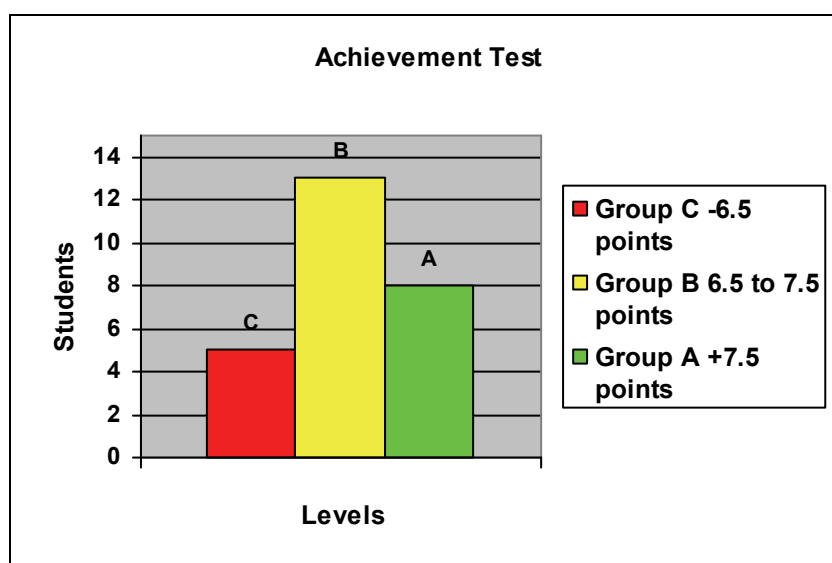 Achievement Test
14
12
10
8
6
4
2
0
Students
C
B
A
Levels
Group C -6.5
points
Group B 6.5 to 7.5
points
Group A +7.5
points